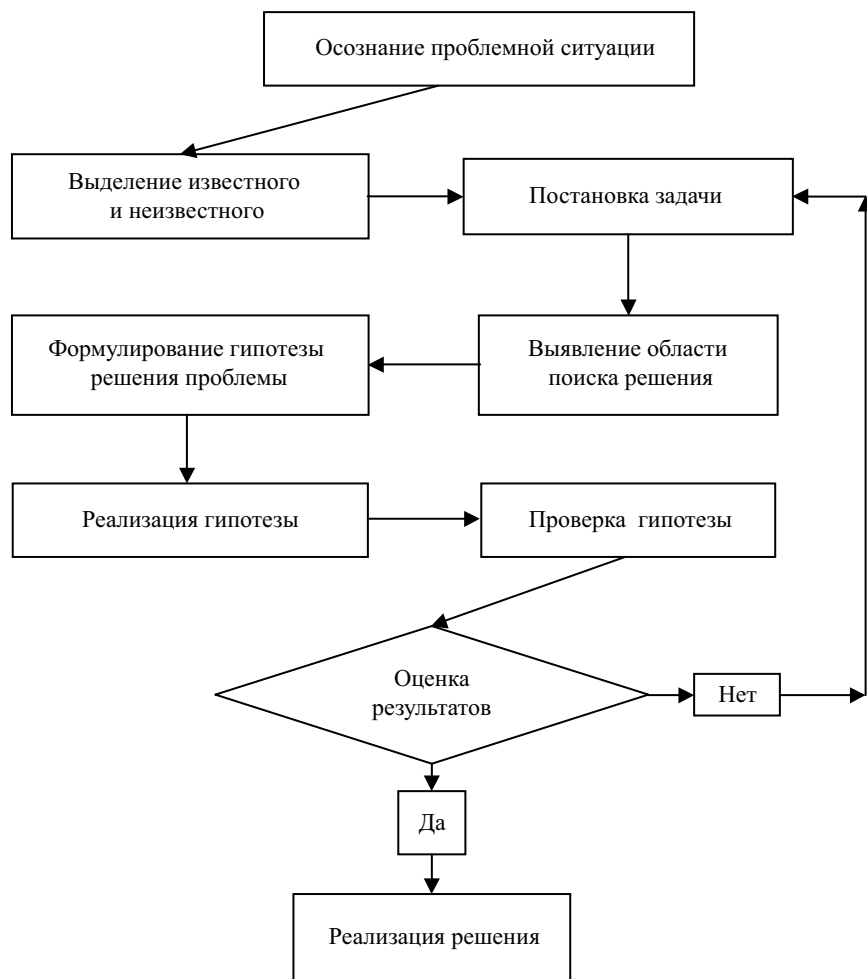 Осознание проблемной ситуации
Выделение известного
и неизвестного
Постановка задачи
Формулирование гипотезы
решения проблемы
Выявление области
поиска решения
Реализация гипотезы
Проверка гипотезы
Оценка
результатов
Нет
Да
Реализация решения